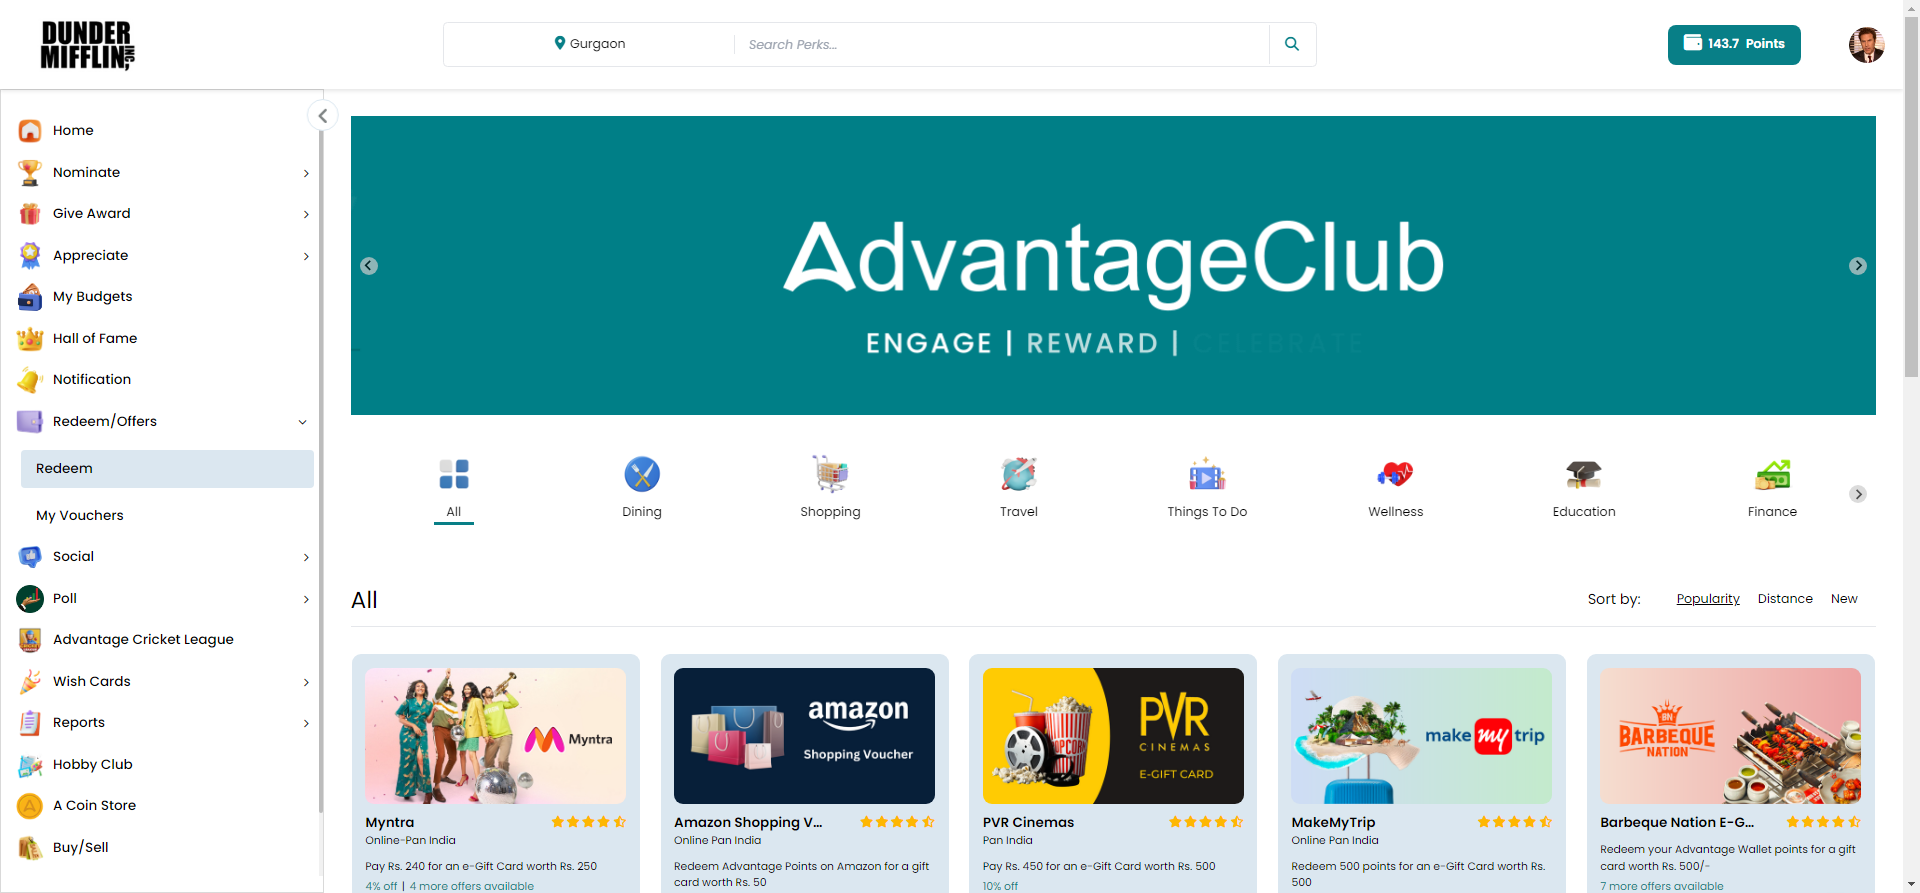 DUNDER
MIFFLIN INC,
Gurgaon
Search Perks...
143.7 Points
Home
Nominate
Give Award
Appreciate
My Budgets
Hall of Fame
Notification
Redeem/Offers
Redeem
My Vouchers
Social
Poll
Advantage Cricket League
Wish Cards
Reports
Hobby Club
A Coin Store
Buy/Sell
AdvantageClub
ENGAGE | REWARD | CELEBRATE
All
Dining
Shopping
Travel
Things To Do
Wellness
Education
Finance
All
Sort by:
Popularity
Distance
New
Myntra
Myntra
Online-Pan India
Pay Rs. 240 for an e-Gift Card worth Rs. 250
4% off | 4 more offers available
amazon
Shopping Voucher
Amazon Shopping V...
Online Pan India
Redeem Advantage Points on Amazon for a gift
card worth Rs. 50
POPCORN
PVR
CINEMAS
E-GIFT CARD
PVR Cinemas
Pan India
Pay Rs. 450 for an e-Gift Card worth Rs. 500
10% off
make my trip
MakeMyTrip
Online Pan India
Redeem 500 points for an e-Gift Card worth Rs.
500
BN
BARBEQUE
NATION
Barbeque Nation E-G...
Redeem your Advantage Wallet points for a gift
card worth Rs. 500/-
7 more offers available